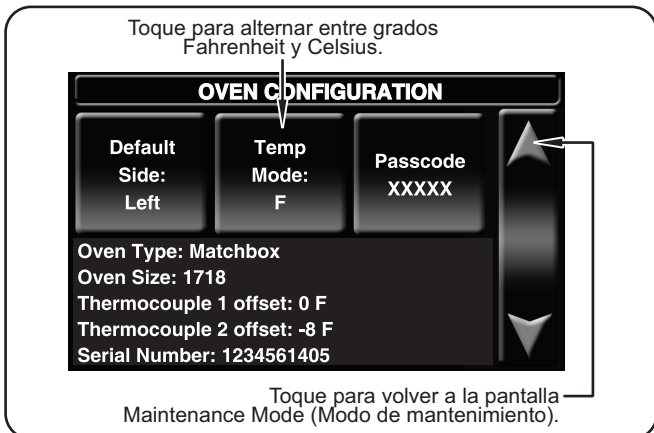 Toque para alternar entre grados
Fahrenheit y Celsius.
OVEN CONFIGURATION
Default
Side:
Left
Temp
Mode:
F
Passcode
XXXXX
Oven Type: Matchbox
Oven Size: 1718
Thermocouple 1 offset: 0 F
Thermocouple 2 offset: -8 F
Serial Number: 1234561405
Toque para volver a la pantalla
Maintenance Mode (Modo de mantenimiento).